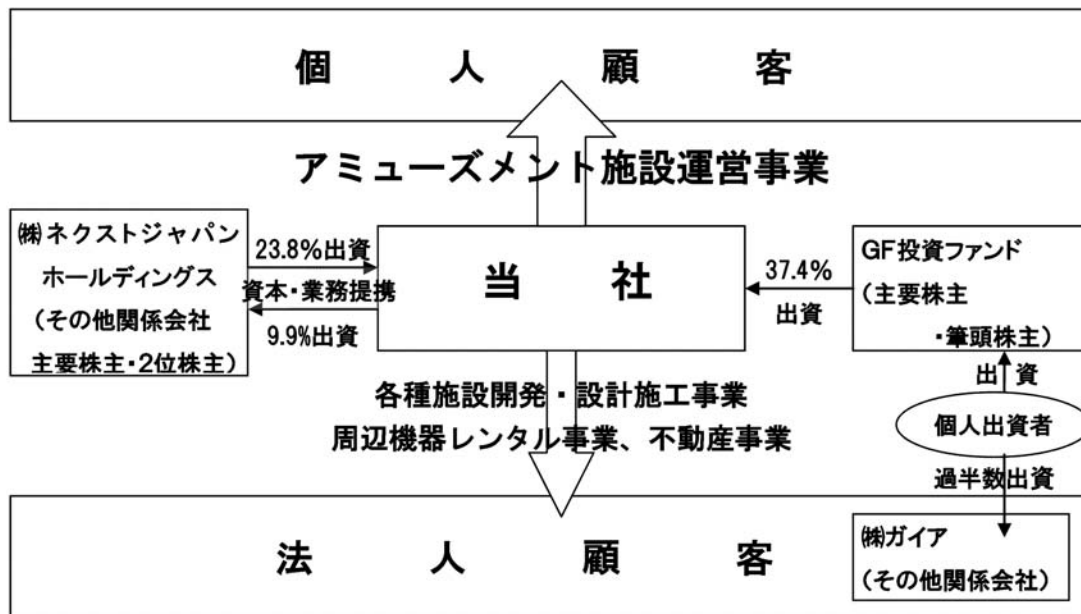 個人顧客
アミューズメント施設運営事業
㈱ネクストジャパン
ホールディングス
(その他関係会社
主要株主・2位株主)
23.8%出資
資本・業務提携
9.9%出資
当社
37.4%
出資
GF投資ファンド
(主要株主
・筆頭株主)
出資
個人出資者
過半数出資
各種施設開発・設計施工事業
周辺機器レンタル事業、不動産事業
法人顧客
㈱ガイア
(その他関係会社)